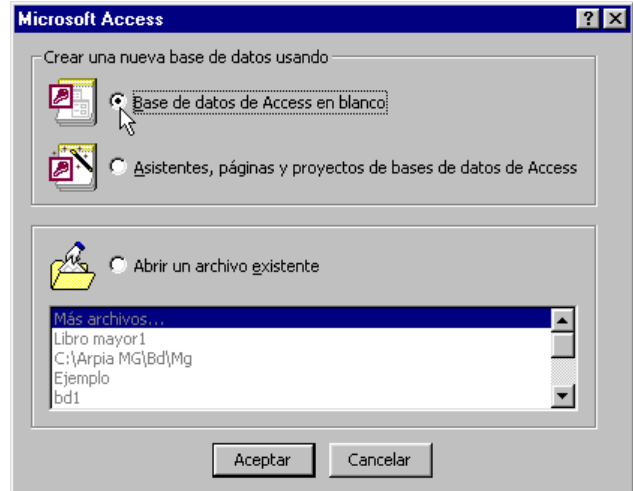 Microsoft Access
Crear una nueva base de datos usando
Base de datos de Access en blanco
Asistentes, páginas y proyectos de bases de datos de Access
Abrir un archivo existente
Más archivos...
Libro mayor1
C:\Arpia MG\Bd\Mg
Ejemplo
bd1
Aceptar Cancelar